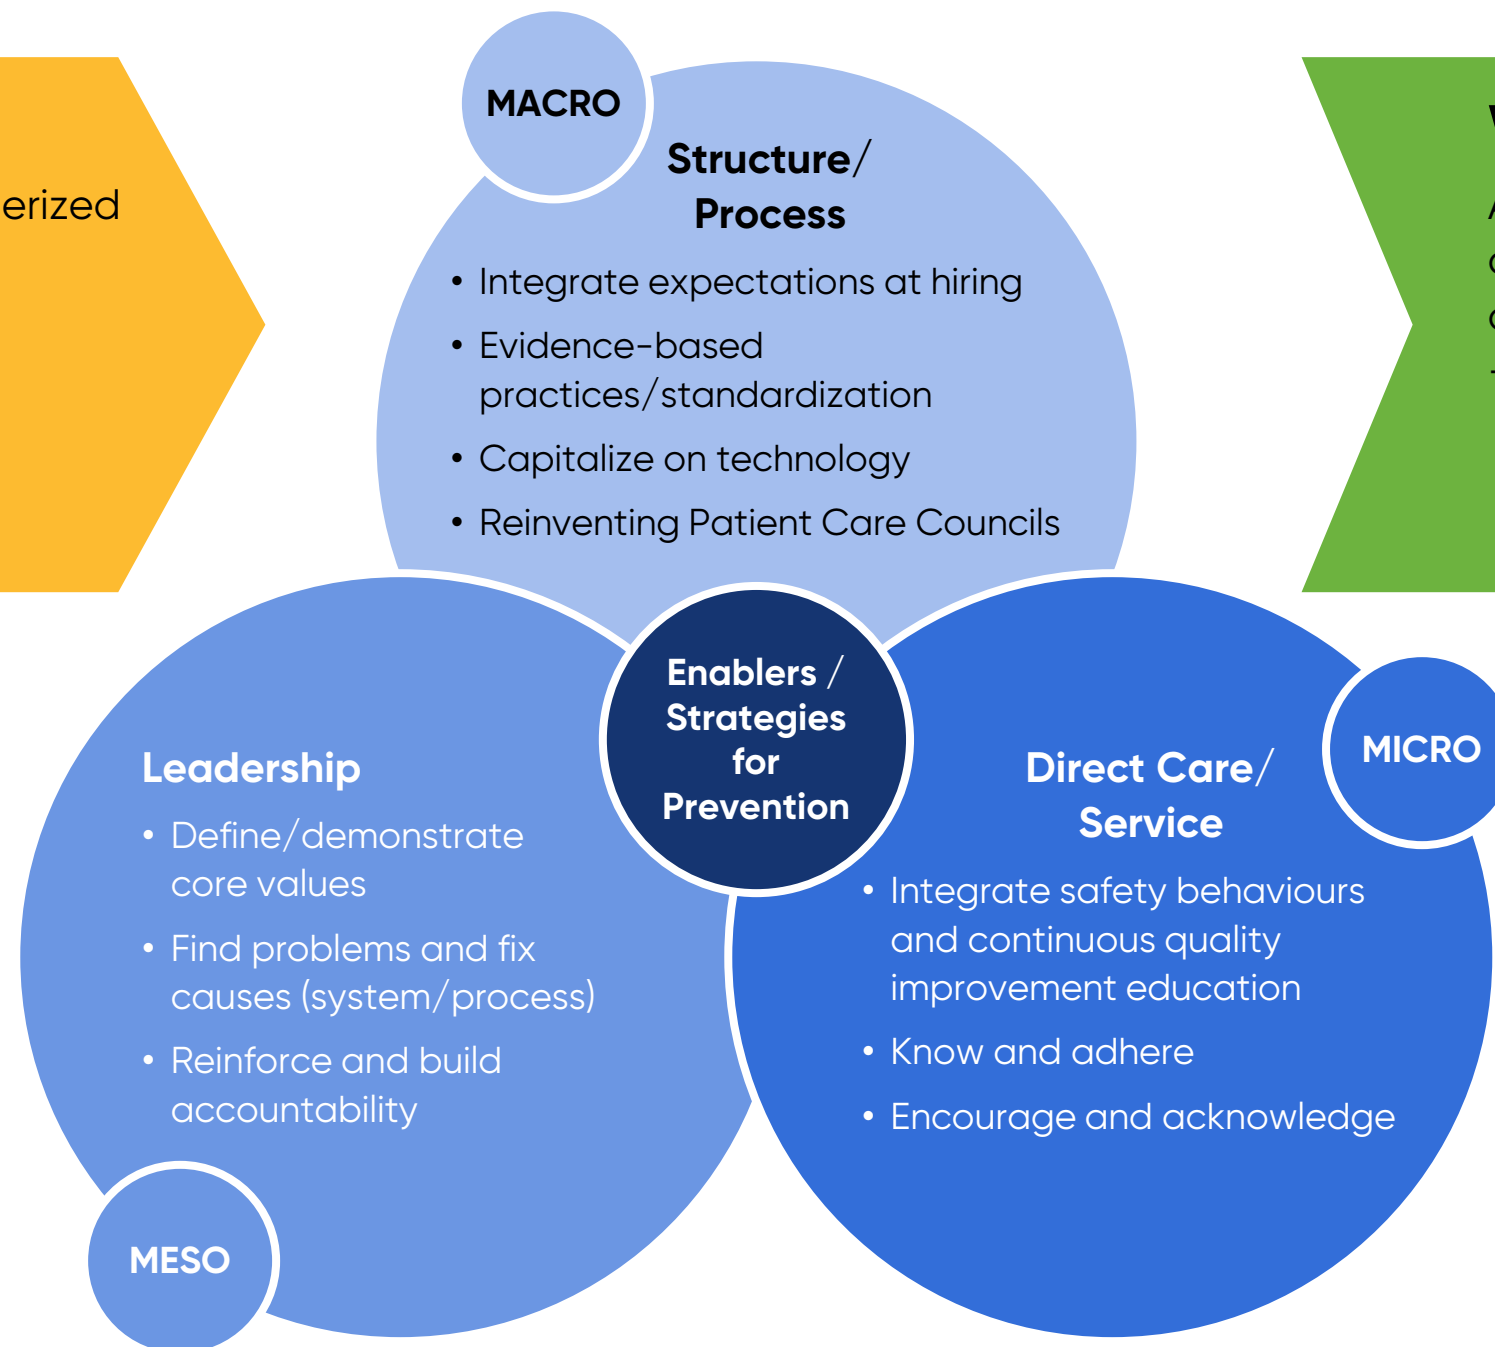 erized
MACRO
Structure/
Process
• Integrate expectations at hiring
• Evidence-based
practices/standardization
• Capitalize on technology
• Reinventing Patient Care Councils
Enablers /
Strategies
for
Prevention
Leadership
• Define/demonstrate
core values
• Find problems and fix
causes (system/process)
• Reinforce and build
accountability
MESO
Direct Care/
Service
• Integrate safety behaviours
and continuous quality
improvement education
• Know and adhere
• Encourage and acknowledge
MICRO